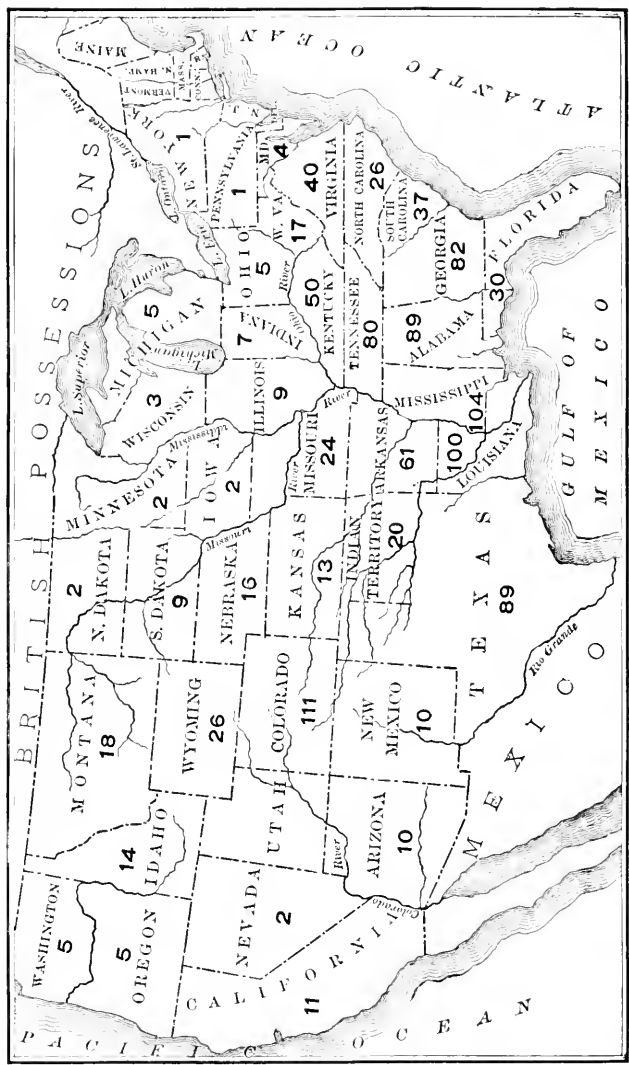 BRITISH POSSESSIONS
PACIFIC OCEAN
ATLANTIC OCEAN
GULF OF
MEXICO
MEXICO
WASHINGTON
5
OREGON
5
CALIFORNIA
11
NEVADA
2
IDAHO
14
MONTANA
18
WYOMING
26
UTAH
COLORADO
111
ARIZONA
10
NEW
MEXICO
10
Colorado
River
N. DAKOTA
2
S. DAKOTA
9
NEBRASKA
16
KANSAS
13
INDIAN
TERRITORY
20
TEXAS
89
Rio Grande
MINNESOTA
2
IOWA
2
MISSOURI
24
Missouri
River
ARKANSAS
61
LOUISIANA
100
WISCONSIN
3
Mississippi
River
ILLINOIS
9
MICHIGAN
5
L. Superior
L. Michigan
L. Huron
L. Erie
L. Ontario
St. Lawrence River
INDIANA
7
OHIO
5
Ohio
River
KENTUCKY
50
TENNESSEE
80
MISSISSIPPI
104
ALABAMA
89
GEORGIA
82
FLORIDA
30
SOUTH
CAROLINA
37
NORTH CAROLINA
26
VIRGINIA
40
W. VA.
17
MD.
4
DEL.
PENNSYLVANIA
1
N. J.
NEW YORK
1
VERMONT
N. HAMP.
MASS.
CONN.
R.
MAINE